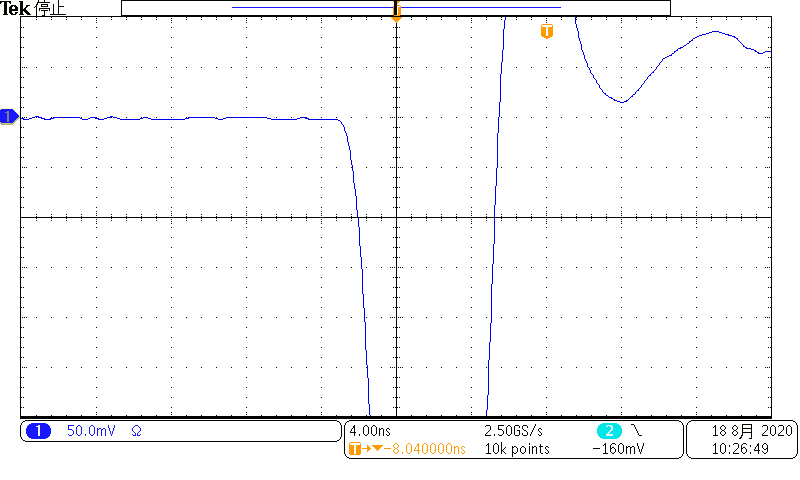 Tek 停止
T
1
1 50.0mV Ω
4.00ns 2.50GS/s 2
T→▼−8.040000ns 10k points −160mV
18 8月 2020
10:26:49